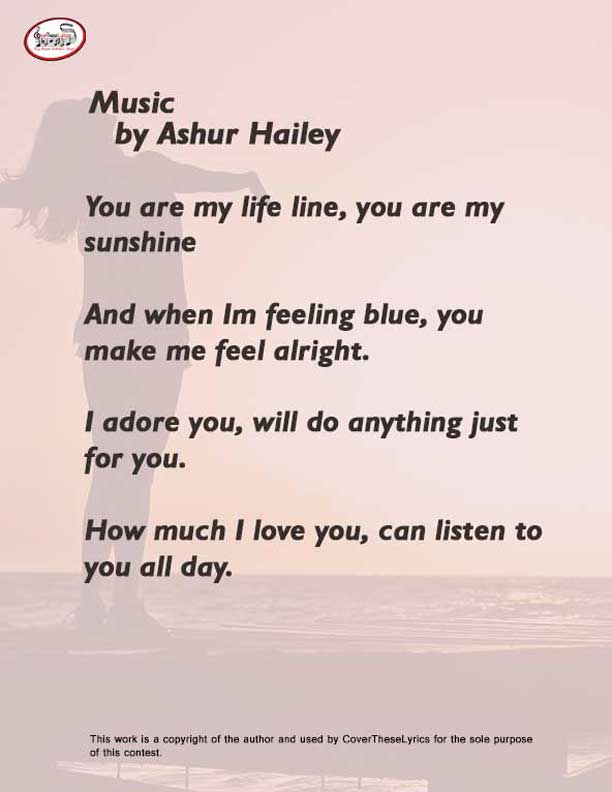 Music
by Ashur Hailey
You are my life line, you are my
sunshine
And when Im feeling blue, you
make me feel alright.
I adore you, will do anything just
for you.
How much I love you, can listen to
you all day.
This work is a copyright of the author and used by CoverTheseLyrics for the sole purpose
of this contest.